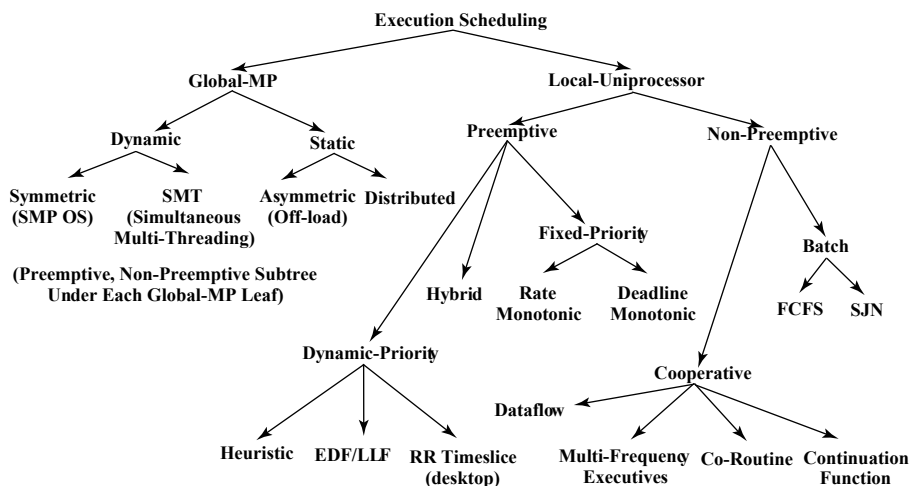 Execution Scheduling
Global-MP
Local-Uniprocessor
Dynamic
Static
Preemptive
Non-Preemptive
Symmetric
(SMP OS)
SMT
(Simultaneous
Multi-Threading)
Asymmetric
(Off-load)
Distributed
(Preemptive, Non-Preemptive Subtree
Under Each Global-MP Leaf)
Hybrid
Fixed-Priority
Rate
Monotonic
Deadline
Monotonic
Batch
FCFS
SJN
Dynamic-Priority
Heuristic
EDF/LLF
RR Timeslice
(desktop)
Cooperative
Dataflow
Multi-Frequency
Executives
Co-Routine
Continuation
Function